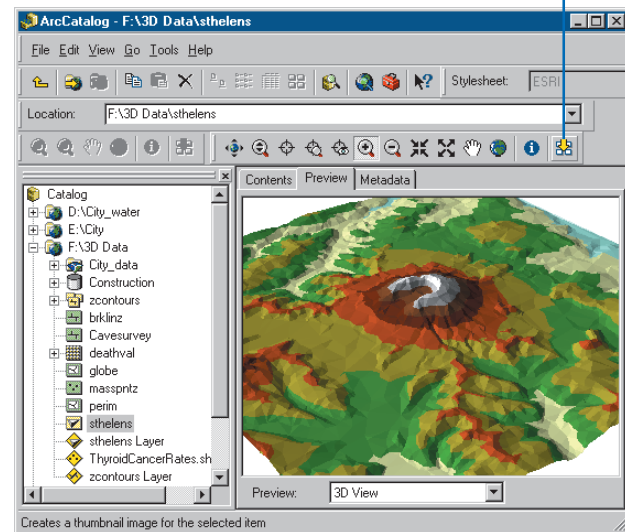 ArcCatalog - F:\3D Data\sthelens
File Edit View Go Tools Help
Stylesheet: ESRI
Location: F:\3D Data\sthelens
Contents Preview Metadata
Catalog
D:\City_water
E:\City
F:\3D Data
City_data
Construction
zcontours
brklinz
Cavesurvey
deathval
globe
masspntz
perim
sthelens
sthelens Layer
ThyroidCancerRates.sh
zcontours Layer
Preview: 3D View
Creates a thumbnail image for the selected item